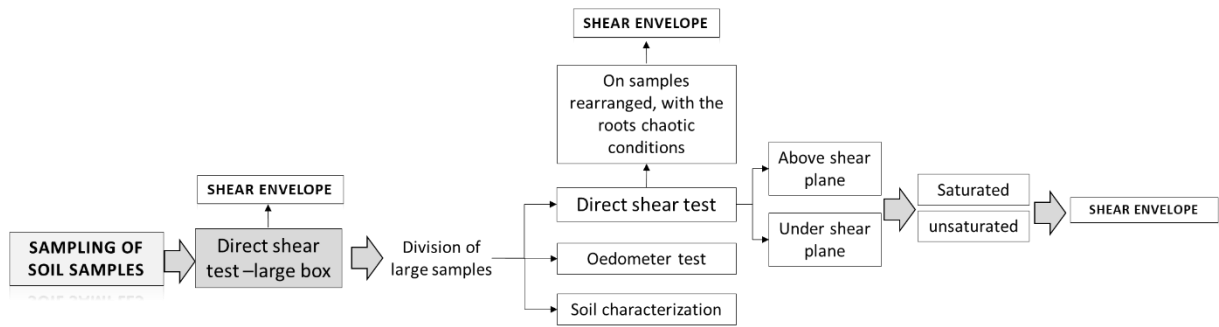 SHEAR ENVELOPE
On samples
rearranged, with the
roots chaotic
conditions
SHEAR ENVELOPE
SAMPLING OF
SOIL SAMPLES
Direct shear
test –large box
Division of
large samples
Direct shear test
Oedometer test
Soil characterization
Above shear
plane
Under shear
plane
Saturated
unsaturated
SHEAR ENVELOPE